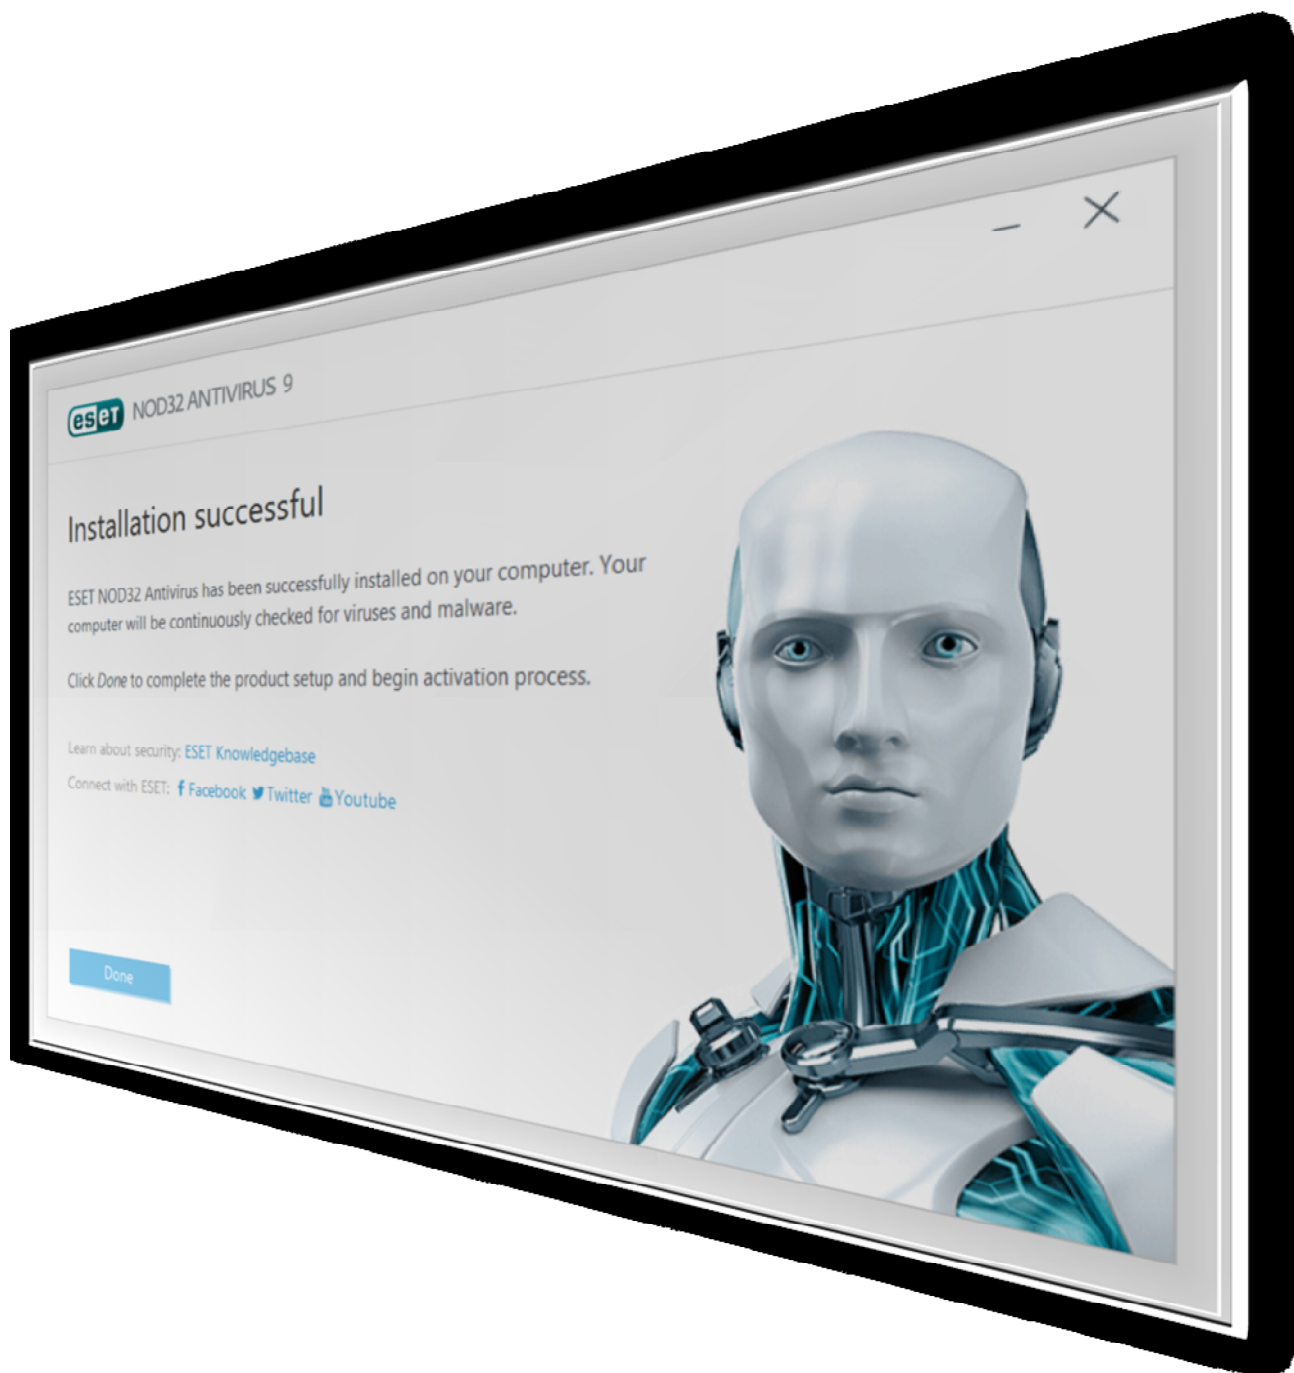 eset NOD32 ANTIVIRUS 9
Installation successful
ESET NOD32 Antivirus has been successfully installed on your computer. Your
computer will be continuously checked for viruses and malware.
Click Done to complete the product setup and begin activation process.
Learn about security: ESET Knowledgebase
Connect with ESET: Facebook Twitter Youtube
Done